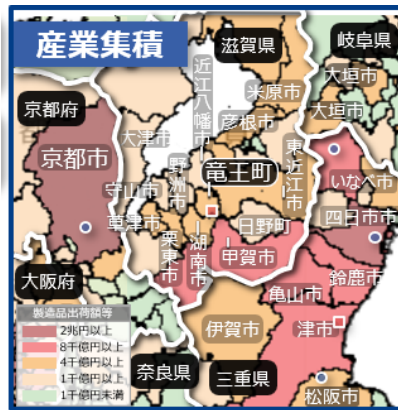 産業集積
滋賀県
岐阜県
京都府
近江八幡市
米原市
大垣市
大垣市
彦根市
大津市
京都市
野洲市
竜王町
東近江市
いなべ市
守山市
草津市
日野町
四日市市
栗東市
湖南市
甲賀市
大阪府
亀山市
鈴鹿市
製造品出荷額等
2兆円以上
8千億円以上
4千億円以上
1千億円以上
1千億円未満
伊賀市
津市
奈良県
三重県
松阪市